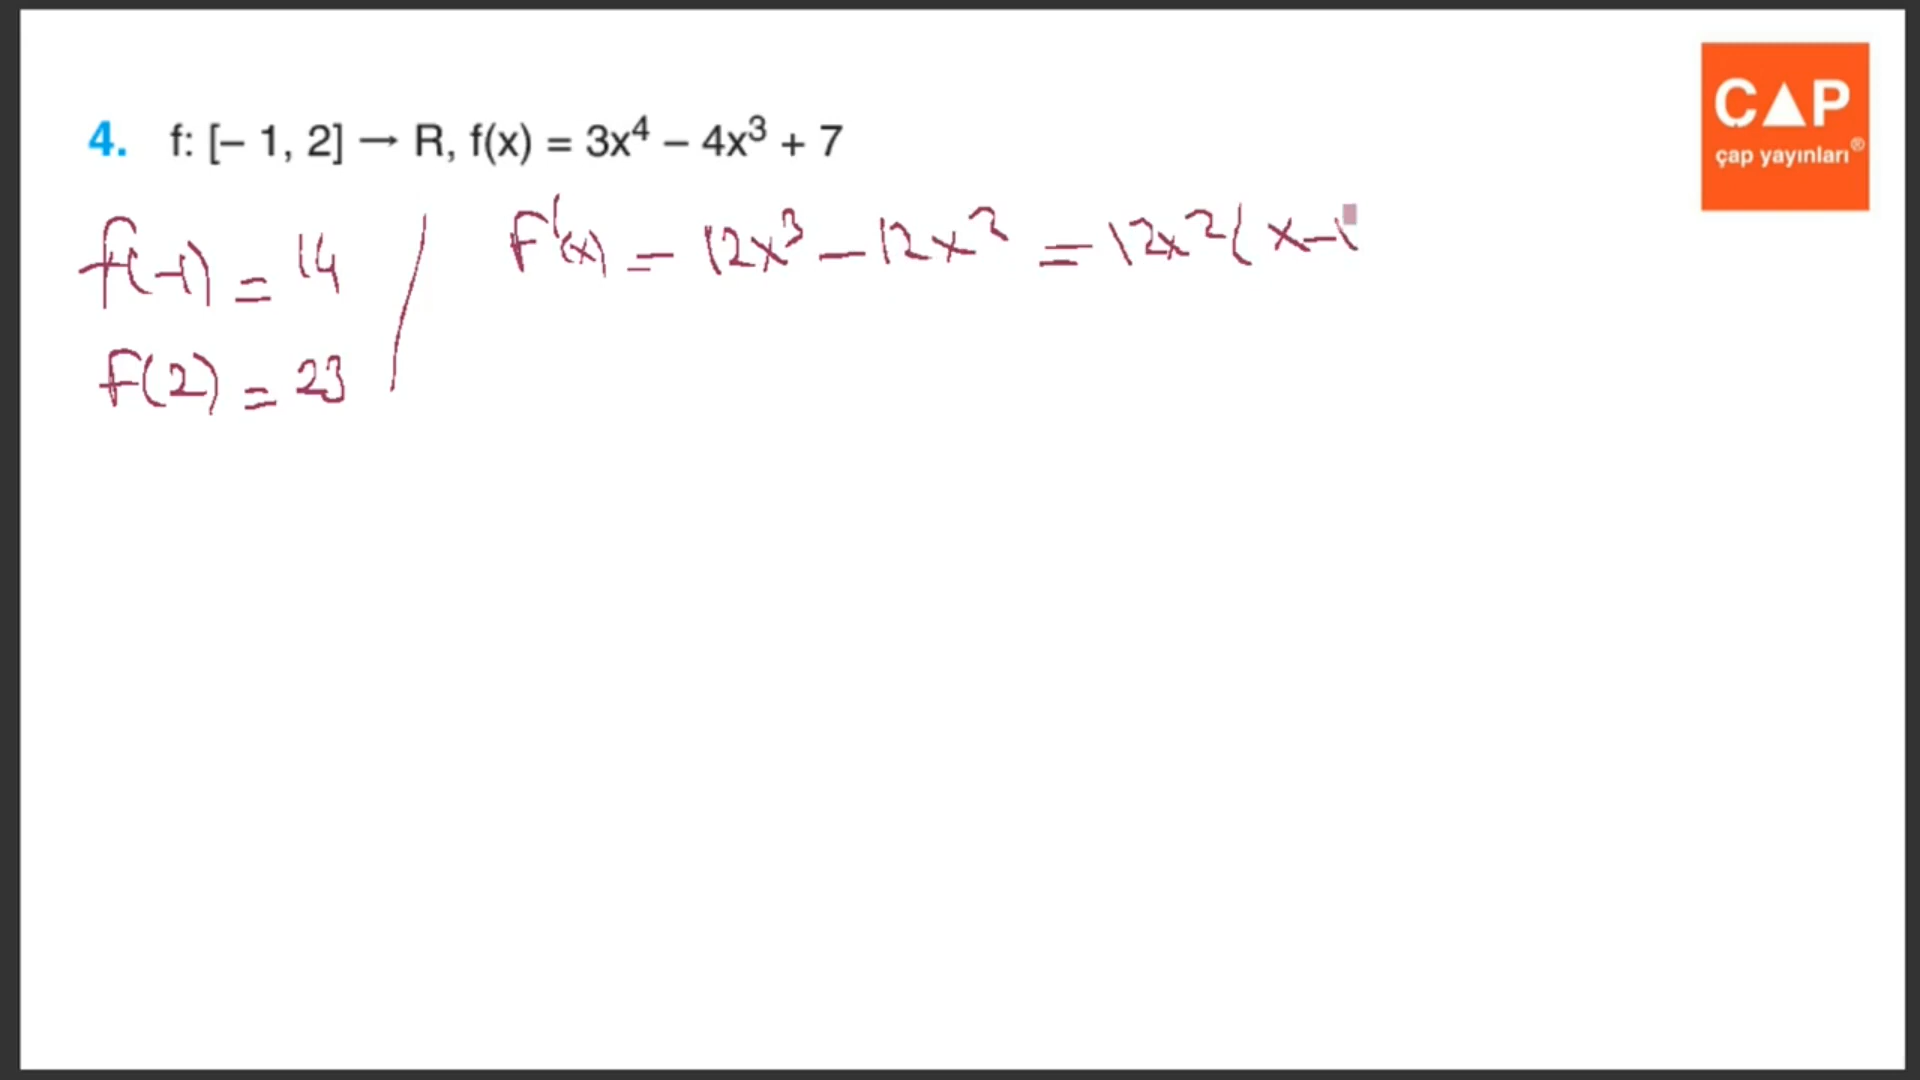 ÇAP
çap yayınları®
4. f: [– 1, 2] → R, f(x) = 3x⁴ – 4x³ + 7
f(-1) = 14
F(2) = 23
F'(x) = 12x³ - 12x² = 12x²( x-1